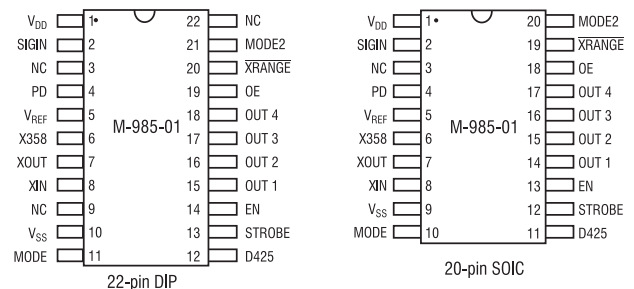 VDD 1 22 NC
SIGIN 2 21 MODE2
NC 3 20 XRANGE
PD 4 19 OE
VREF 5 18 OUT 4
X358 6 17 OUT 3
M-985-01
XOUT 7 16 OUT 2
XIN 8 15 OUT 1
NC 9 14 EN
VSS 10 13 STROBE
MODE 11 12 D425
22-pin DIP
VDD 1 20 MODE2
SIGIN 2 19 XRANGE
NC 3 18 OE
PD 4 17 OUT 4
VREF 5 16 OUT 3
M-985-01
X358 6 15 OUT 2
XOUT 7 14 OUT 1
XIN 8 13 EN
VSS 9 12 STROBE
MODE 10 11 D425
20-pin SOIC